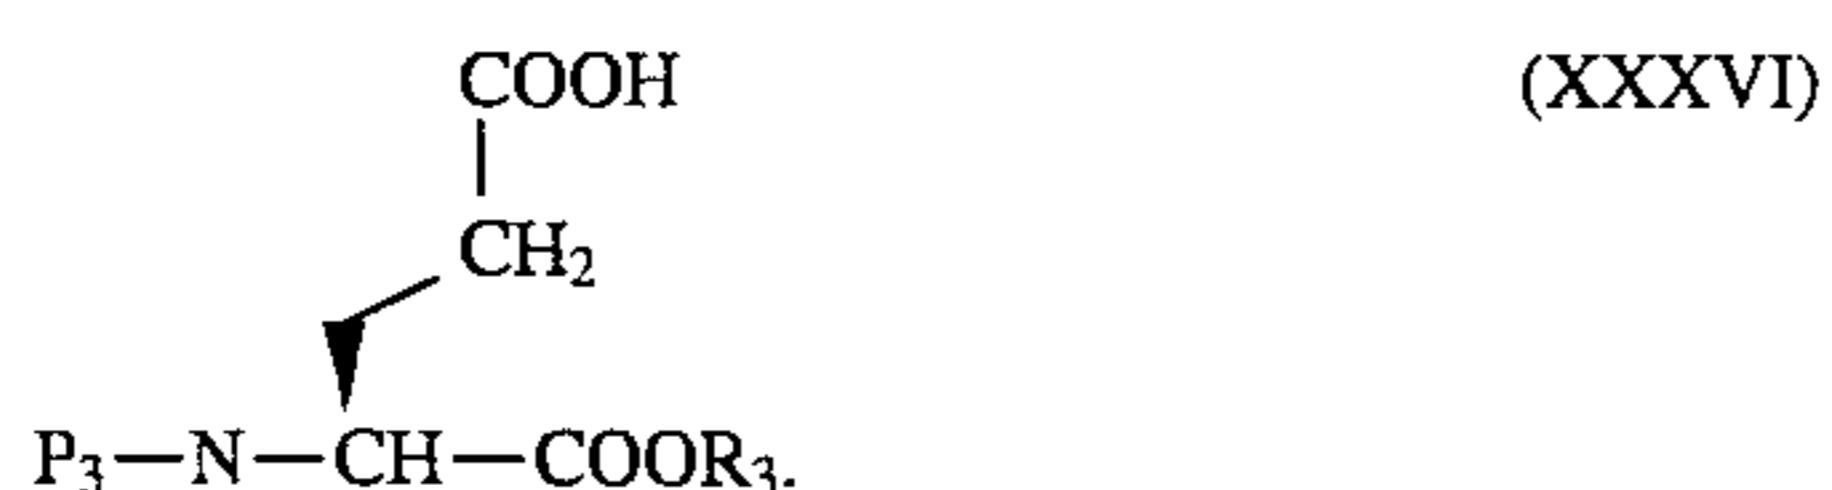 COOH (XXXVI)
CH₂
P₃—N—CH—COOR₃.